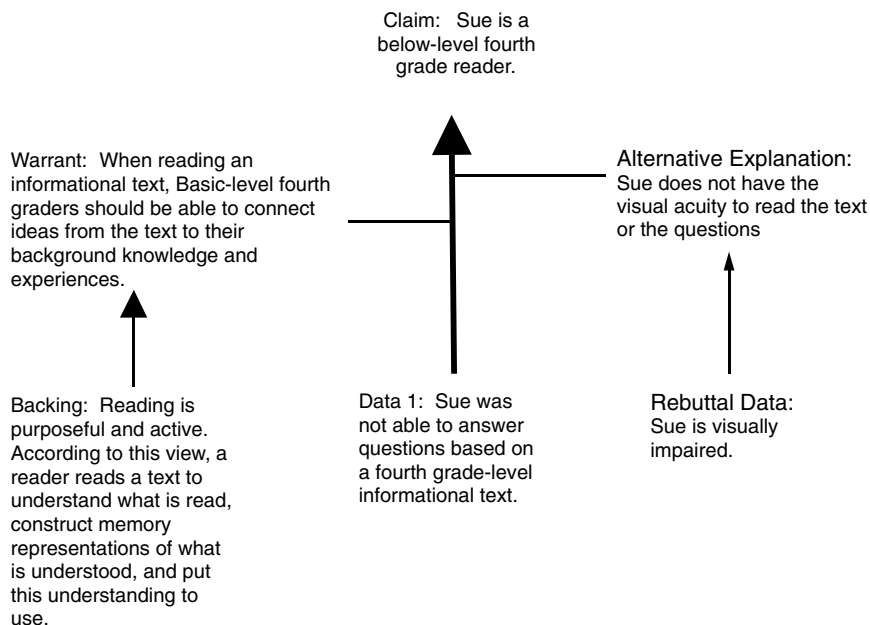 Claim: Sue is a
below-level fourth
grade reader.
Warrant: When reading an
informational text, Basic-level fourth
graders should be able to connect
ideas from the text to their
background knowledge and
experiences.
Alternative Explanation:
Sue does not have the
visual acuity to read the text
or the questions
Backing: Reading is
purposeful and active.
According to this view, a
reader reads a text to
understand what is read,
construct memory
representations of what
is understood, and put
this understanding to
use.
Data 1: Sue was
not able to answer
questions based on
a fourth grade-level
informational text.
Rebuttal Data:
Sue is visually
impaired.